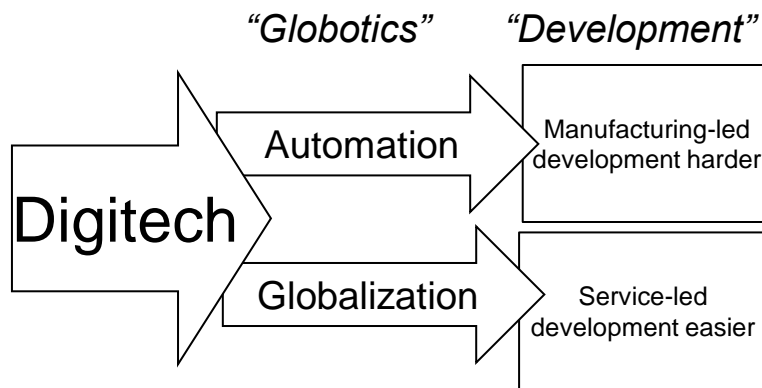 “Globotics” “Development”
Digitech
Automation
Manufacturing-led
development harder
Globalization
Service-led
development easier